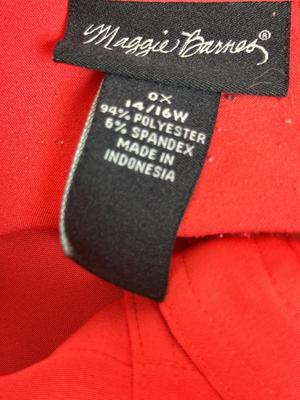 Maggie Barnes®
0X
14/16W
94% POLYESTER
6% SPANDEX
MADE IN
INDONESIA